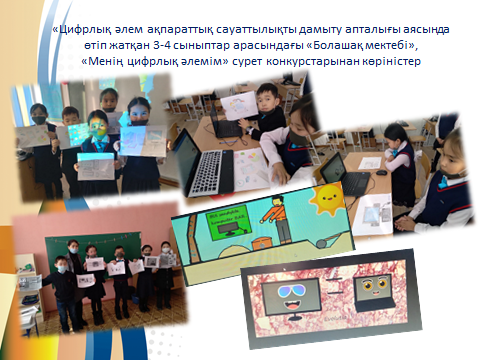 «Цифрлық әлем ақпараттық сауаттылықты дамыту апталығы аясында
өтіп жатқан 3-4 сыныптар арасындағы «Болашақ мектебі»,
«Менің цифрлық әлемім» сурет конкурстарынан көріністер